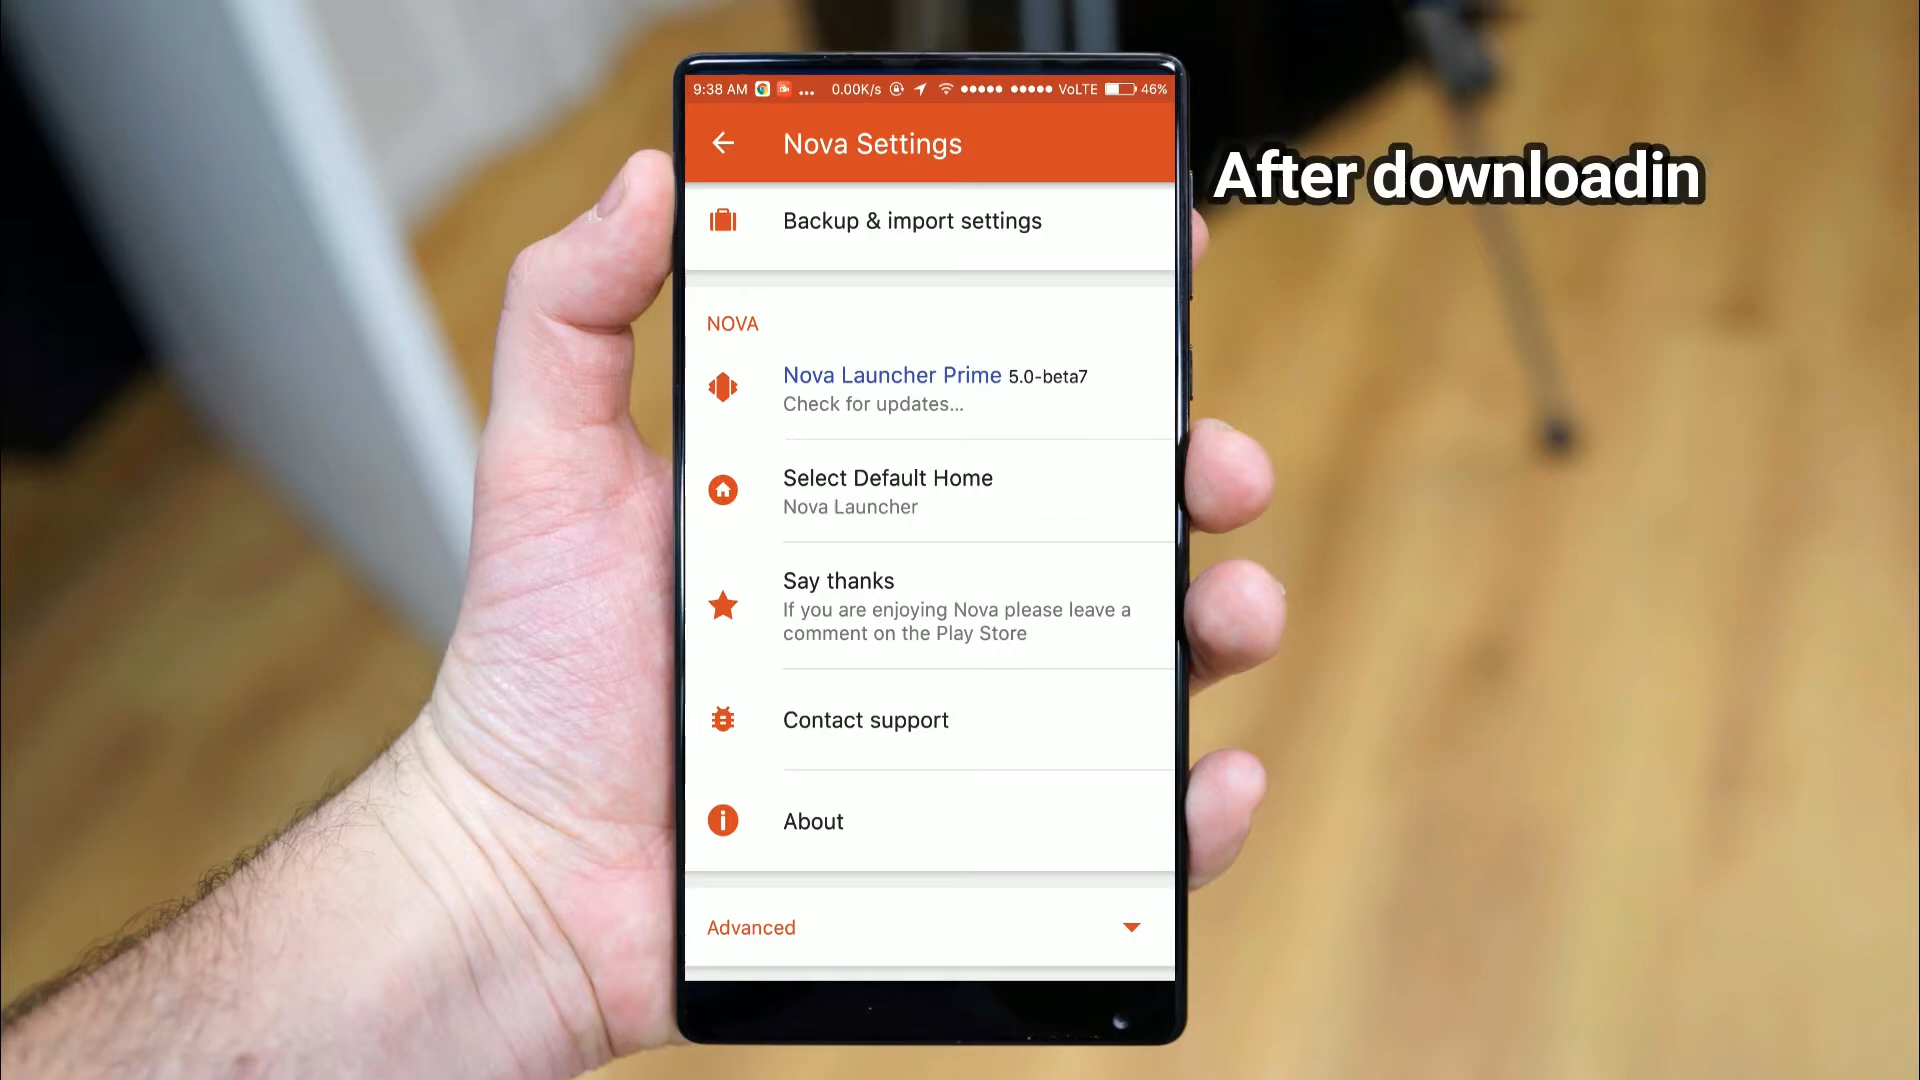 9:38 AM ... 0.00K/s VoLTE 46%
Nova Settings
After downloadin
Backup & import settings
NOVA
Nova Launcher Prime 5.0-beta7
Check for updates...
Select Default Home
Nova Launcher
Say thanks
If you are enjoying Nova please leave a
comment on the Play Store
Contact support
About
Advanced